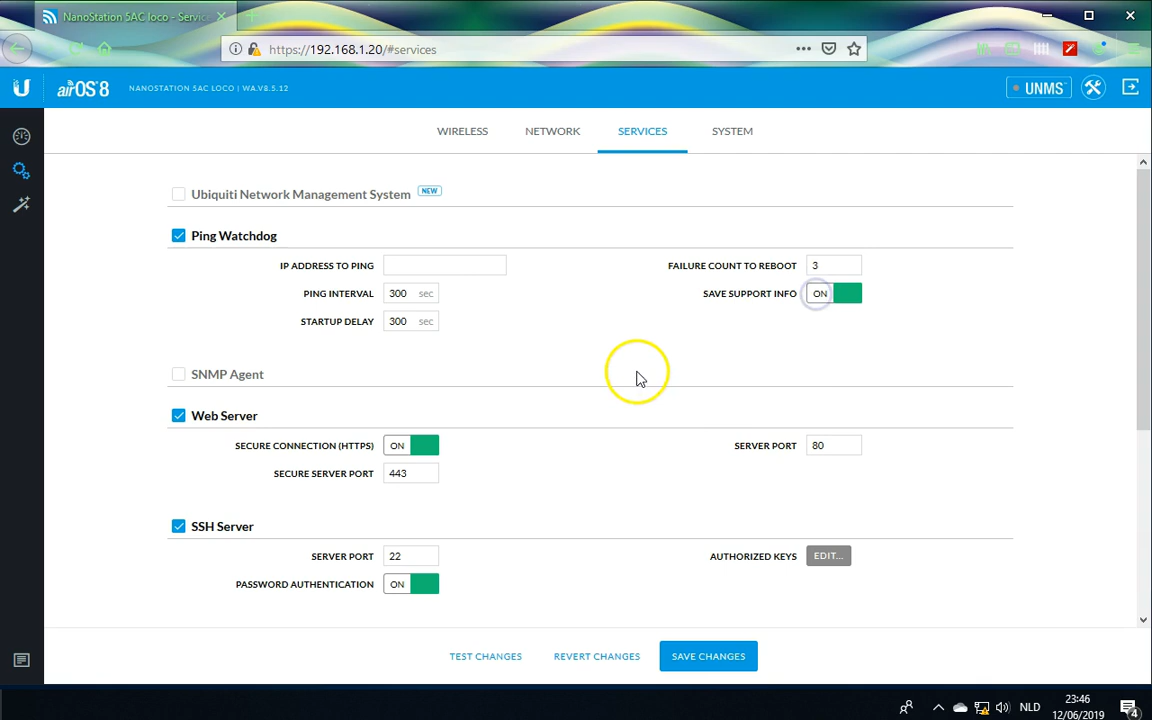 NanoStation 5AC loco - Servic
https://192.168.1.20/#services
U airOS 8 NANOSTATION 5AC LOCO | WA.V8.5.12 UNMS
WIRELESS NETWORK SERVICES SYSTEM
Ubiquiti Network Management System NEW
Ping Watchdog
IP ADDRESS TO PING FAILURE COUNT TO REBOOT 3
PING INTERVAL 300 sec SAVE SUPPORT INFO ON
STARTUP DELAY 300 sec
SNMP Agent
Web Server
SECURE CONNECTION (HTTPS) ON SERVER PORT 80
SECURE SERVER PORT 443
SSH Server
SERVER PORT 22 AUTHORIZED KEYS EDIT...
PASSWORD AUTHENTICATION ON
TEST CHANGES REVERT CHANGES SAVE CHANGES
23:46
NLD
12/06/2019
4